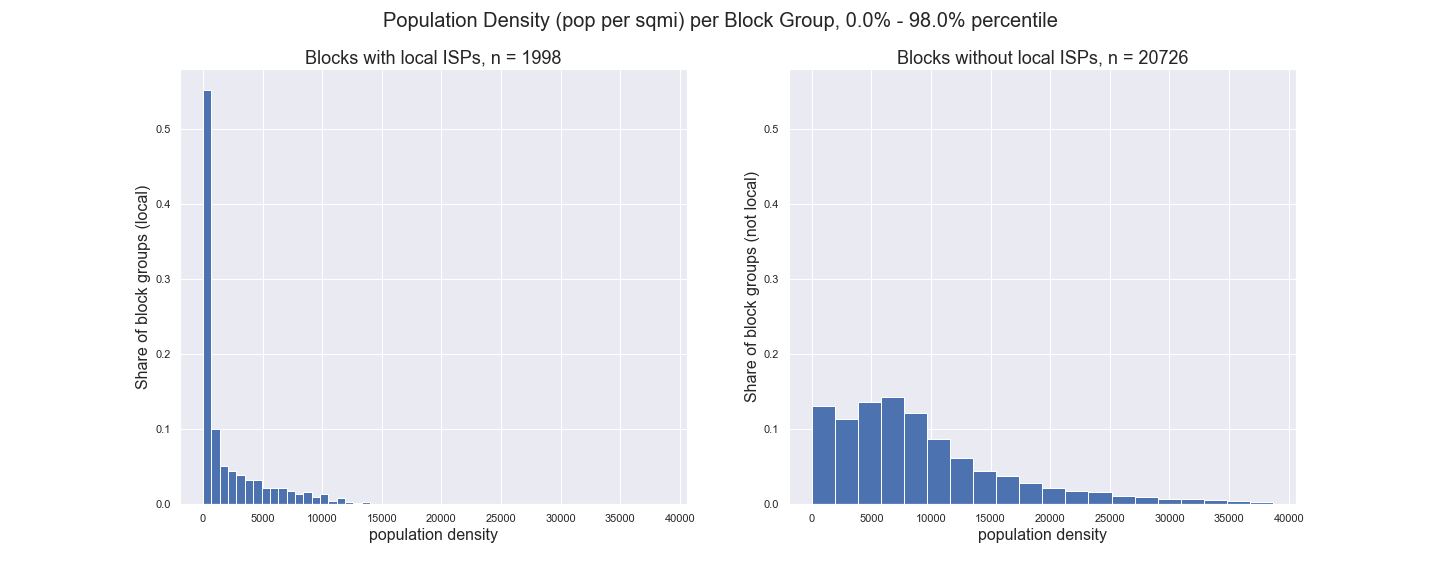 Population Density (pop per sqmi) per Block Group, 0.0% - 98.0% percentile
Blocks with local ISPs, n = 1998
Share of block groups (local)
0.5
0.4
0.3
0.2
0.1
0.0
0 5000 10000 15000 20000 25000 30000 35000 40000
population density
Blocks without local ISPs, n = 20726
Share of block groups (not local)
0.5
0.4
0.3
0.2
0.1
0.0
0 5000 10000 15000 20000 25000 30000 35000 40000
population density